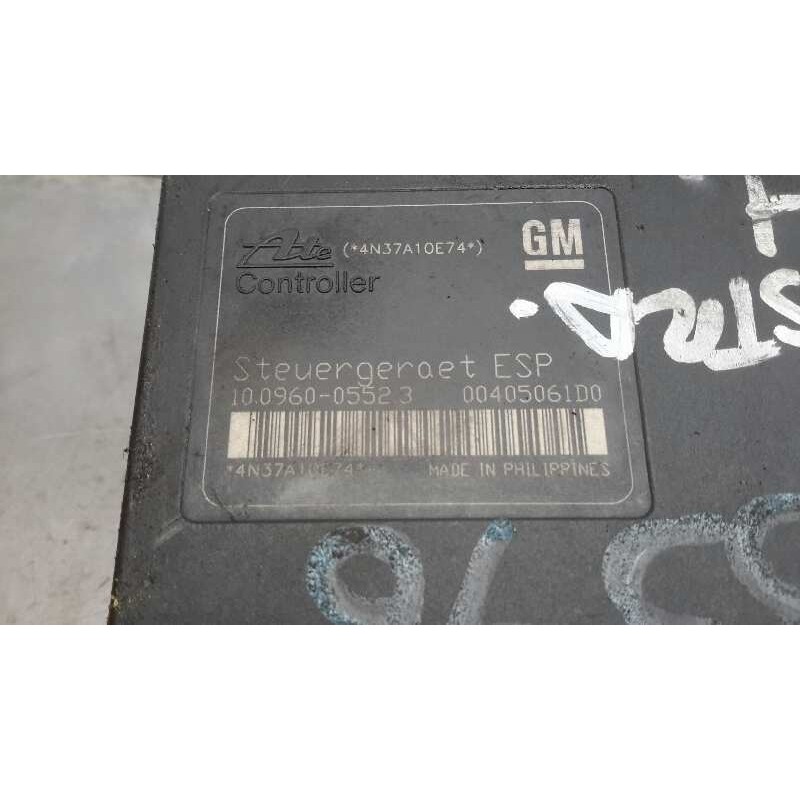 Ate (*4N37A10E74*) GM
Controller
Steuergeraet ESP
10.0960-0552.3 00405061D0
*4N37A10E74* MADE IN PHILIPPINES